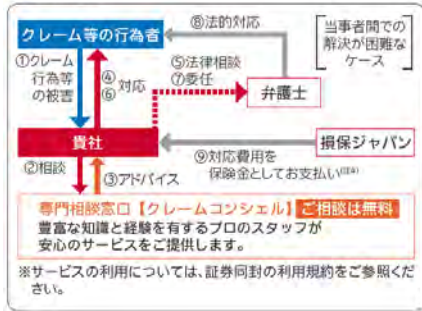 クレーム等の行為者
⑧法的対応
当事者間での
解決が困難な
ケース
①クレーム
行為等
の被害
④
⑥
対応
⑤法律相談
⑦委任
弁護士
貴社
損保ジャパン
②相談
③アドバイス
⑨対応費用を
保険金としてお支払い
専門相談窓口【クレームコンシェル】 ご相談は無料
豊富な知識と経験を有するプロのスタッフが
安心のサービスをご提供します。
※サービスの利用については、証券同封の利用規約をご参照くだ
さい。